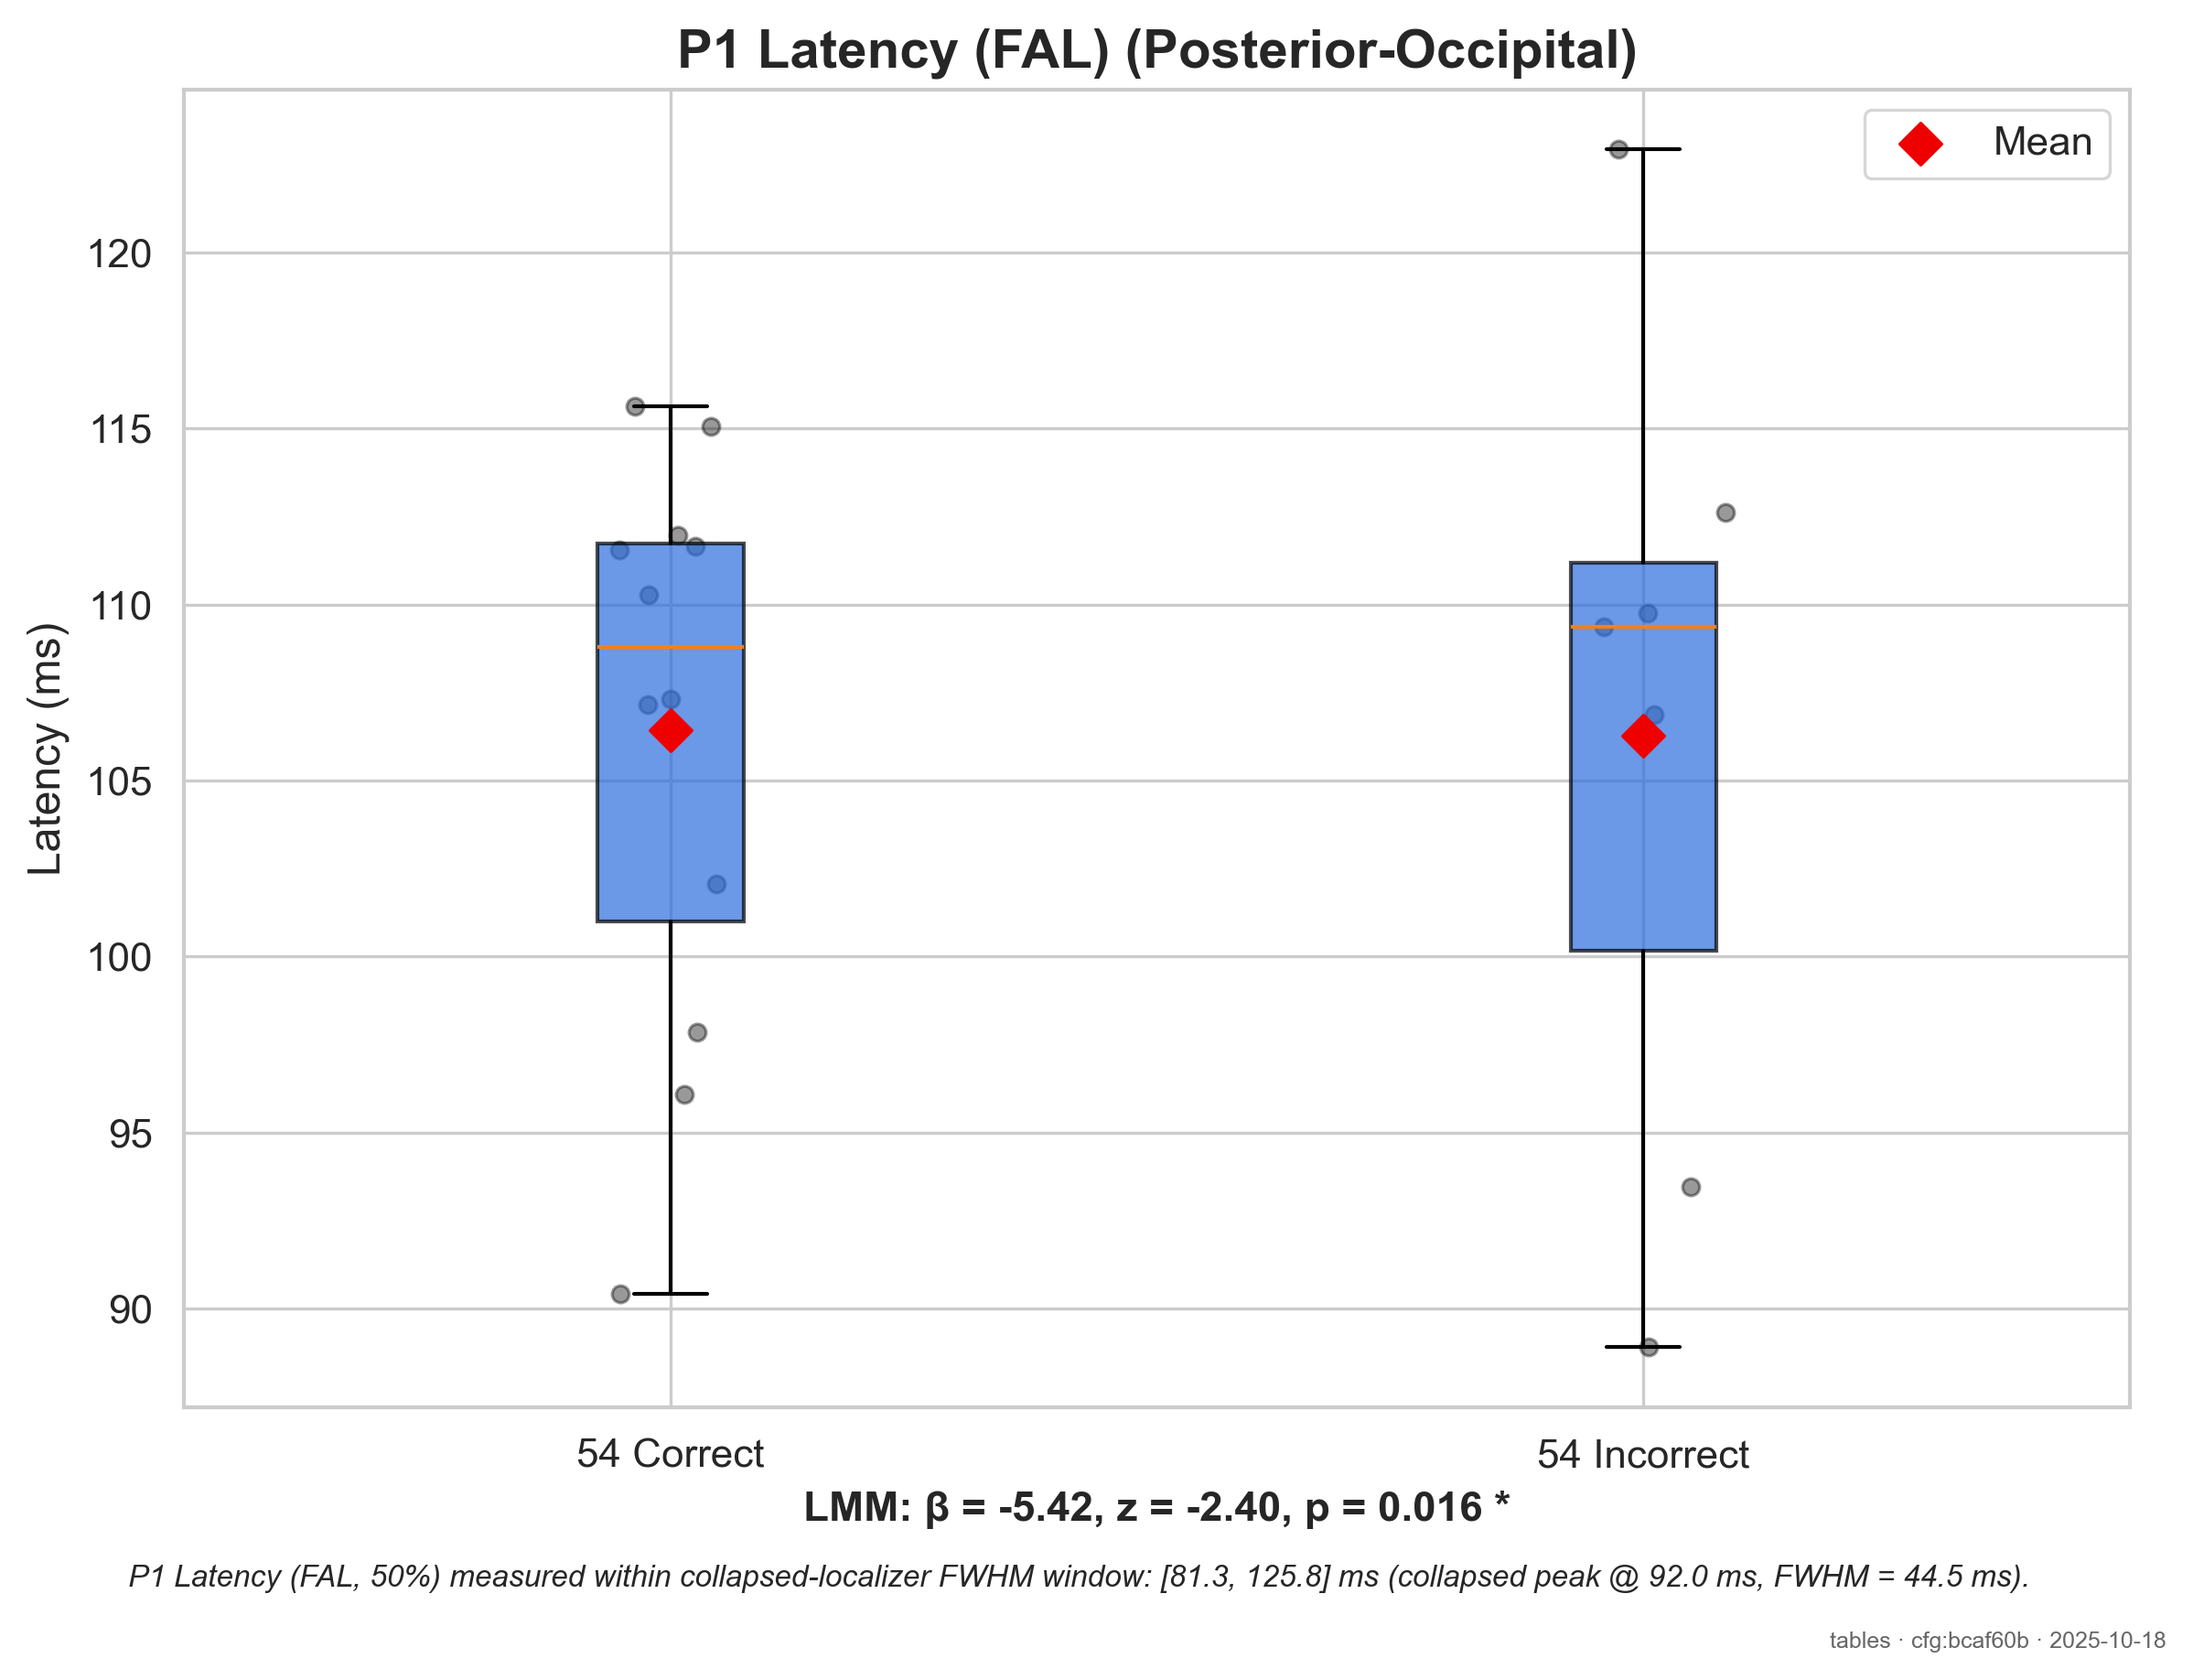 P1 Latency (FAL) (Posterior-Occipital)
Mean
120
115
110
105
100
95
90
Latency (ms)
54 Correct
54 Incorrect
LMM: β = -5.42, z = -2.40, p = 0.016 *
P1 Latency (FAL, 50%) measured within collapsed-localizer FWHM window: [81.3, 125.8] ms (collapsed peak @ 92.0 ms, FWHM = 44.5 ms).
tables · cfg:bcaf60b · 2025-10-18